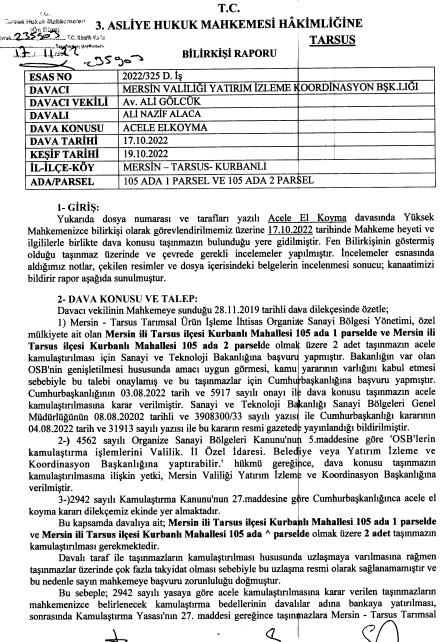 T.C.
3. ASLİYE HUKUK MAHKEMESİ HÂKİMLİĞİNE
TARSUS
T.C.
Tarsus Hukuk Mahkemeleri
Ön Bürosu
235903
17.11.22
235903
BİLİRKİŞİ RAPORU
ESAS NO 2022/325 D. İş
DAVACI MERSİN VALİLİĞİ YATIRIM İZLEME KOORDİNASYON BŞK.LIĞI
DAVACI VEKİLİ Av. ALİ GÖLCÜK
DAVALI ALİ NAZİF ALACA
DAVA KONUSU ACELE ELKOYMA
DAVA TARİHİ 17.10.2022
KEŞİF TARİHİ 19.10.2022
İL-İLÇE-KÖY MERSİN – TARSUS- KURBANLI
ADA/PARSEL 105 ADA 1 PARSEL VE 105 ADA 2 PARSEL
1- GİRİŞ:
Yukarıda dosya numarası ve tarafları yazılı Acele El Koyma davasında Yüksek
Mahkemenizce bilirkişi olarak görevlendirilmemiz üzerine 17.10.2022 tarihinde Mahkeme heyeti ve
ilgililerle birlikte dava konusu taşınmazın bulunduğu yere gidilmiştir. Fen Bilirkişinin göstermiş
olduğu taşınmaz üzerinde ve çevrede gerekli incelemeler yapılmıştır. İncelemeler esnasında
aldığımız notlar, çekilen resimler ve dosya içerisindeki belgelerin incelenmesi sonucu; kanaatimizi
bildirir rapor aşağıda sunulmuştur.
2- DAVA KONUSU VE TALEP:
Davacı vekilinin Mahkemeye sunduğu 28.11.2019 tarihli dava dilekçesinde özetle;
1) Mersin - Tarsus Tarımsal Ürün İşleme İhtisas Organize Sanayi Bölgesi Yönetimi, özel
mülkiyete ait olan Mersin ili Tarsus ilçesi Kurbanlı Mahallesi 105 ada 1 parselde ve Mersin ili
Tarsus ilçesi Kurbanlı Mahallesi 105 ada 2 parselde olmak üzere 2 adet taşınmazın acele
kamulaştırılması için Sanayi ve Teknoloji Bakanlığına başvuru yapmıştır. Bakanlığın var olan
OSB'nin genişletilmesi hususunda amacı uygun görmesi, kamu yararının varlığını kabul etmesi
sebebiyle bu talebi onaylamış ve bu taşınmazlar için Cumhurbaşkanlığına başvuru yapmıştır.
Cumhurbaşkanının 03.08.2022 tarih ve 5917 sayılı onayı ile dava konusu taşınmazın acele
kamulaştırılmasına karar verilmiştir. Sanayi ve Teknoloji Bakanlığı Sanayi Bölgeleri Genel
Müdürlüğünün 08.08.20202 tarih ve 3908300/33 sayılı yazısı ile Cumhurbaşkanlığı kararının
04.08.2022 tarih ve 31913 sayılı yazısı ile bu kararın resmi gazetede yayınlandığı bildirilmiştir.
2-) 4562 sayılı Organize Sanayi Bölgeleri Kanunu'nun 5.maddesine göre 'OSB'lerin
kamulaştırma işlemlerini Valilik. İl Özel İdaresi. Belediye veya Yatırım İzleme ve
Koordinasyon Başkanlığına yaptırabilir.' hükmü gereğince, dava konusu taşınmazın
kamulaştırılmasına ilişkin yetki, Mersin Valiliği Yatırım İzleme ve Koordinasyon Başkanlığına
verilmiştir.
3-)2942 sayılı Kamulaştırma Kanunu'nun 27.maddesine göre Cumhurbaşkanlığınca acele el
koyma kararı dilekçemiz ekinde yer almaktadır.
Bu kapsamda davalıya ait; Mersin ili Tarsus ilçesi Kurbanlı Mahallesi 105 ada 1 parselde
ve Mersin ili Tarsus ilçesi Kurbanlı Mahallesi 105 ada ^ parselde olmak üzere 2 adet taşınmazın
kamulaştırılması gerekmektedir.
Davalı taraf ile taşınmazların kamulaştırılması hususunda uzlaşmaya varılmasına rağmen
taşınmazlar üzerinde çok fazla takyidat olması sebebiyle bu uzlaşma resmi olarak sağlanamamıştır ve
bu nedenle sayın mahkemeye başvuru zorunluluğu doğmuştur.
Bu sebeple; 2942 sayılı yasaya göre acele kamulaştırılmasına karar verilen taşınmazların
mahkemenizce belirlenecek kamulaştırma bedellerinin davalılar adına bankaya yatırılması,
sonrasında Kamulaştırma Yasası'nın 27. maddesi gereğince taşınmazlara Mersin - Tarsus Tarımsal